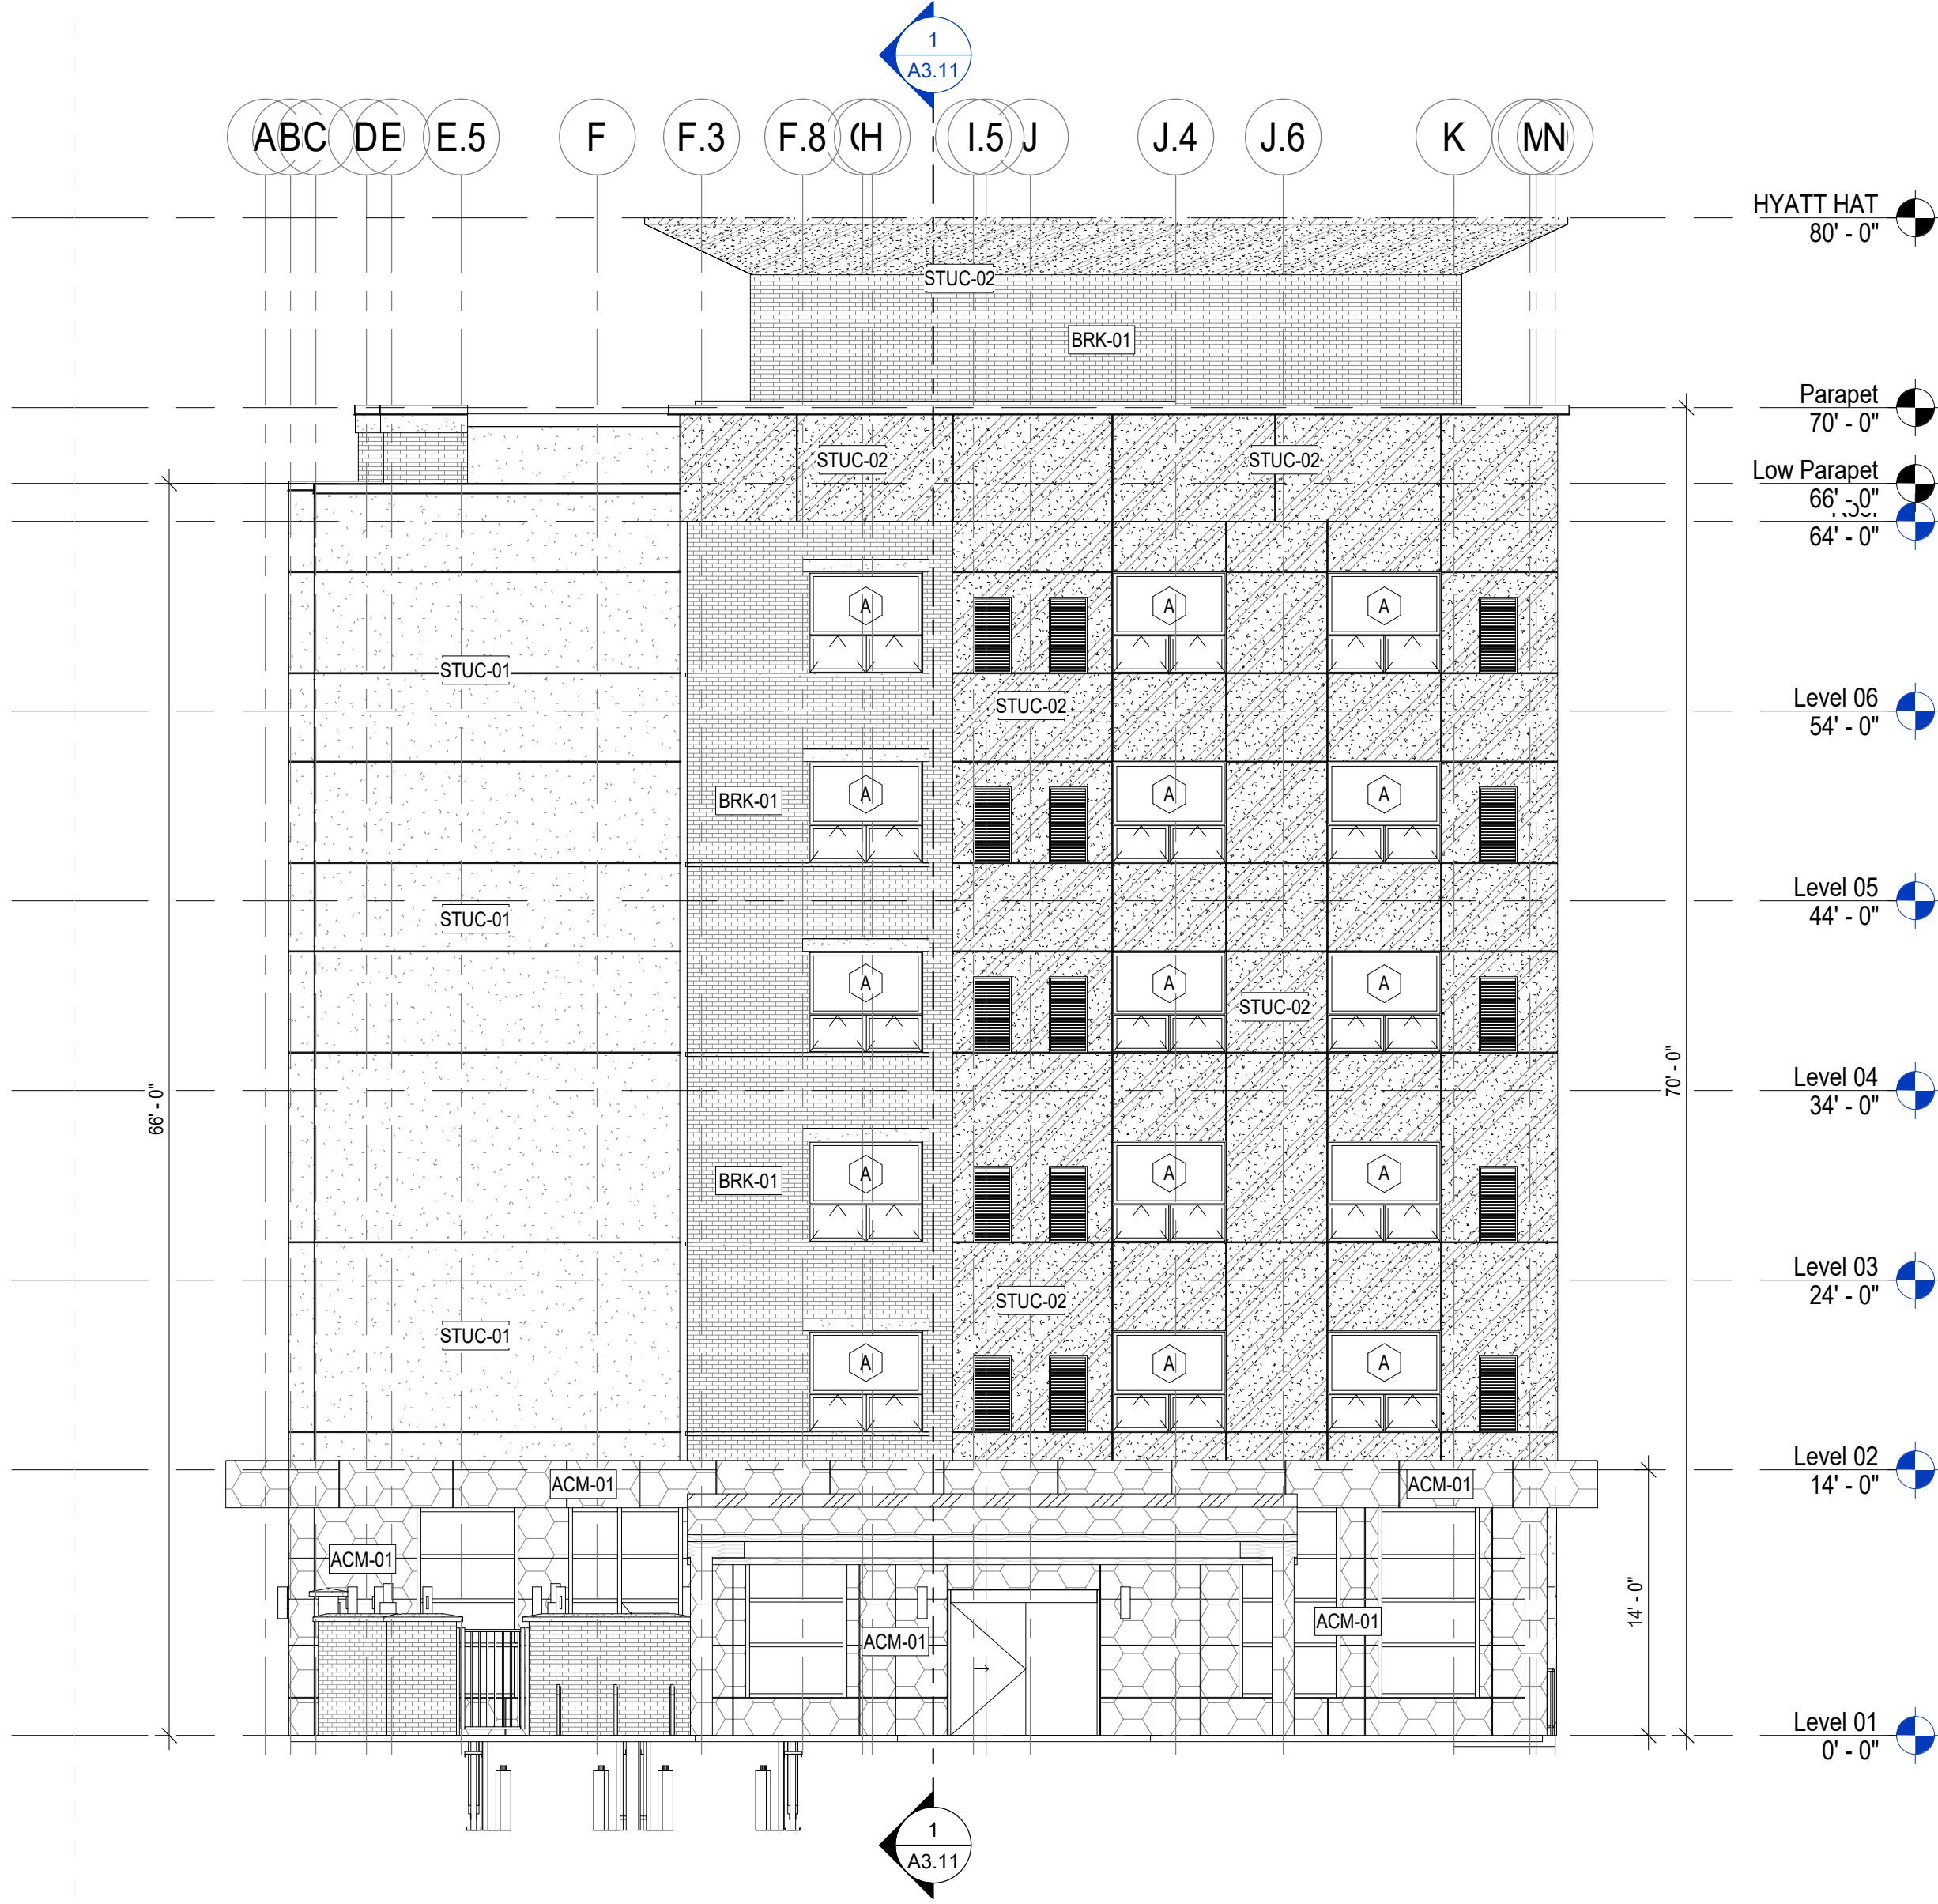 1
A3.11
A B C D E E.5 F F.3 F.8 H I.5 J J.4 J.6 K M N
HYATT HAT
80' - 0"
STUC-02
BRK-01
Parapet
70' - 0"
STUC-02 STUC-02
Low Parapet
66' - 0"
64' - 0"
A A A
STUC-01
STUC-02
Level 06
54' - 0"
BRK-01 A A A
STUC-01
Level 05
44' - 0"
A A A
STUC-02
66' - 0"
70' - 0"
Level 04
34' - 0"
BRK-01 A A A
Level 03
24' - 0"
STUC-02
STUC-01
A A A
Level 02
14' - 0"
ACM-01 ACM-01
ACM-01
14' - 0"
ACM-01
ACM-01
Level 01
0' - 0"
1
A3.11